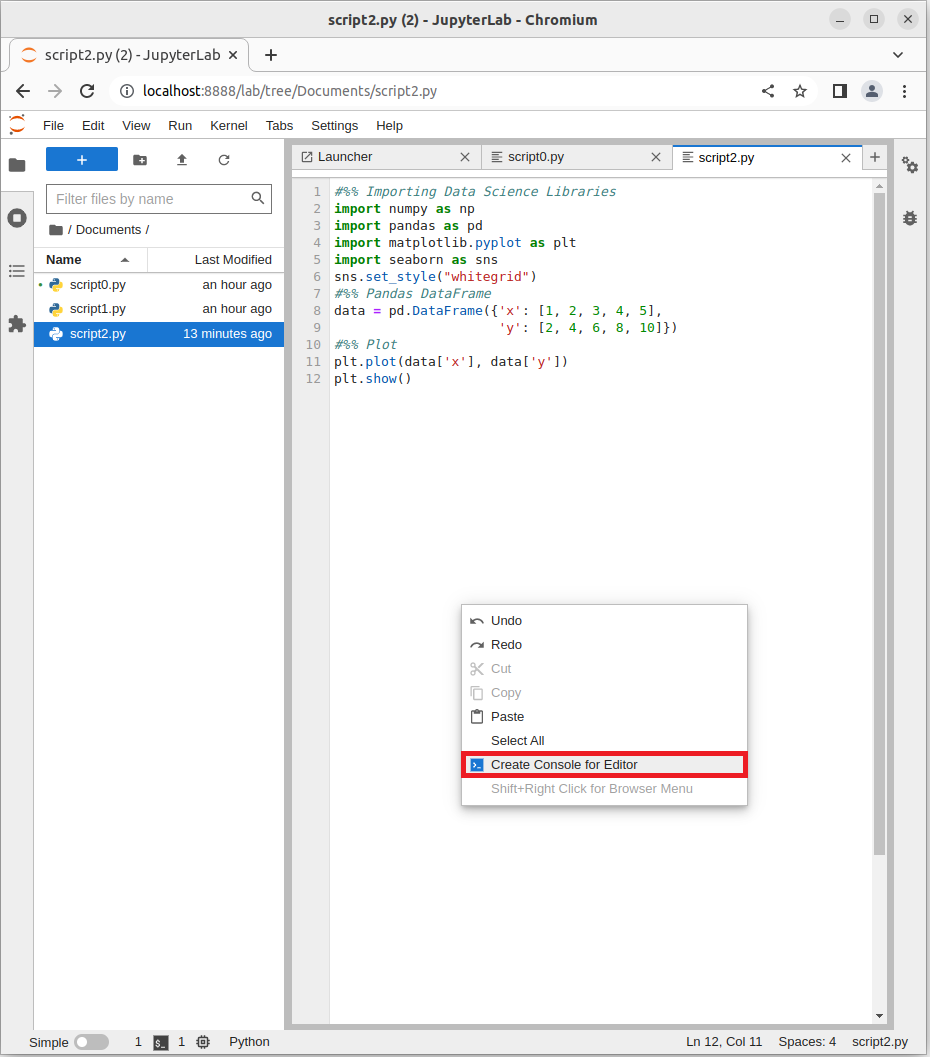 script2.py (2) - JupyterLab - Chromium
script2.py (2) - JupyterLab
localhost:8888/lab/tree/Documents/script2.py
File Edit View Run Kernel Tabs Settings Help
Launcher script0.py script2.py
Filter files by name
/ Documents /
Name Last Modified
script0.py an hour ago
script1.py an hour ago
script2.py 13 minutes ago
1 #%% Importing Data Science Libraries
2 import numpy as np
3 import pandas as pd
4 import matplotlib.pyplot as plt
5 import seaborn as sns
6 sns.set_style("whitegrid")
7 #%% Pandas DataFrame
8 data = pd.DataFrame({'x': [1, 2, 3, 4, 5],
9 'y': [2, 4, 6, 8, 10]})
10 #%% Plot
11 plt.plot(data['x'], data['y'])
12 plt.show()
Undo
Redo
Cut
Copy
Paste
Select All
Create Console for Editor
Shift+Right Click for Browser Menu
Simple 1 $_ 1 Python Ln 12, Col 11 Spaces: 4 script2.py